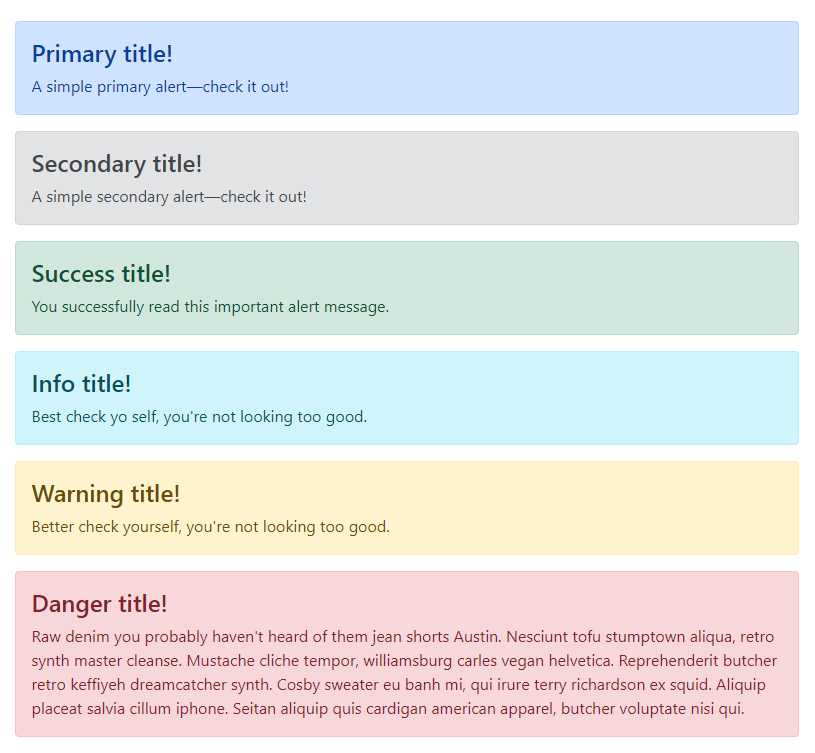 Primary title!
A simple primary alert—check it out!
Secondary title!
A simple secondary alert—check it out!
Success title!
You successfully read this important alert message.
Info title!
Best check yo self, you're not looking too good.
Warning title!
Better check yourself, you're not looking too good.
Danger title!
Raw denim you probably haven't heard of them jean shorts Austin. Nesciunt tofu stumptown aliqua, retro
synth master cleanse. Mustache cliche tempor, williamsburg carles vegan helvetica. Reprehenderit butcher
retro keffiyeh dreamcatcher synth. Cosby sweater eu banh mi, qui irure terry richardson ex squid. Aliquip
placeat salvia cillum iphone. Seitan aliquip quis cardigan american apparel, butcher voluptate nisi qui.